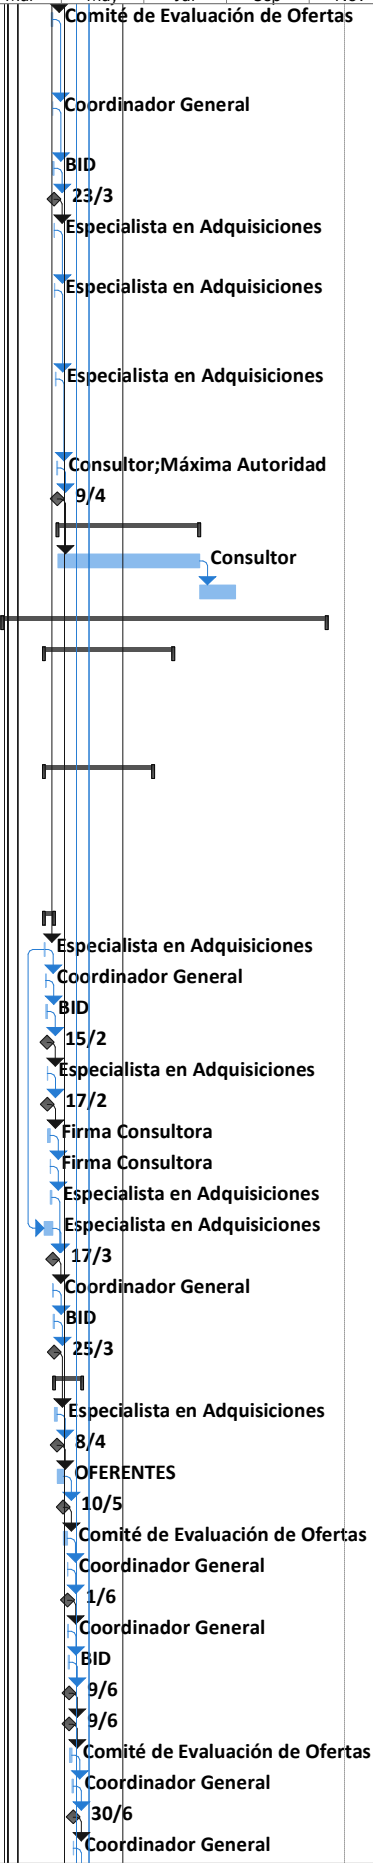 Comité de Evaluación de Ofertas
Coordinador General
BID
23/3
Especialista en Adquisiciones
Especialista en Adquisiciones
Especialista en Adquisiciones
Consultor;Máxima Autoridad
9/4
Consultor
Especialista en Adquisiciones
Coordinador General
BID
15/2
Especialista en Adquisiciones
17/2
Firma Consultora
Firma Consultora
Especialista en Adquisiciones
Especialista en Adquisiciones
17/3
Coordinador General
BID
25/3
Especialista en Adquisiciones
8/4
OFERENTES
10/5
Comité de Evaluación de Ofertas
Coordinador General
1/6
Coordinador General
BID
9/6
9/6
Comité de Evaluación de Ofertas
Coordinador General
30/6
Coordinador General